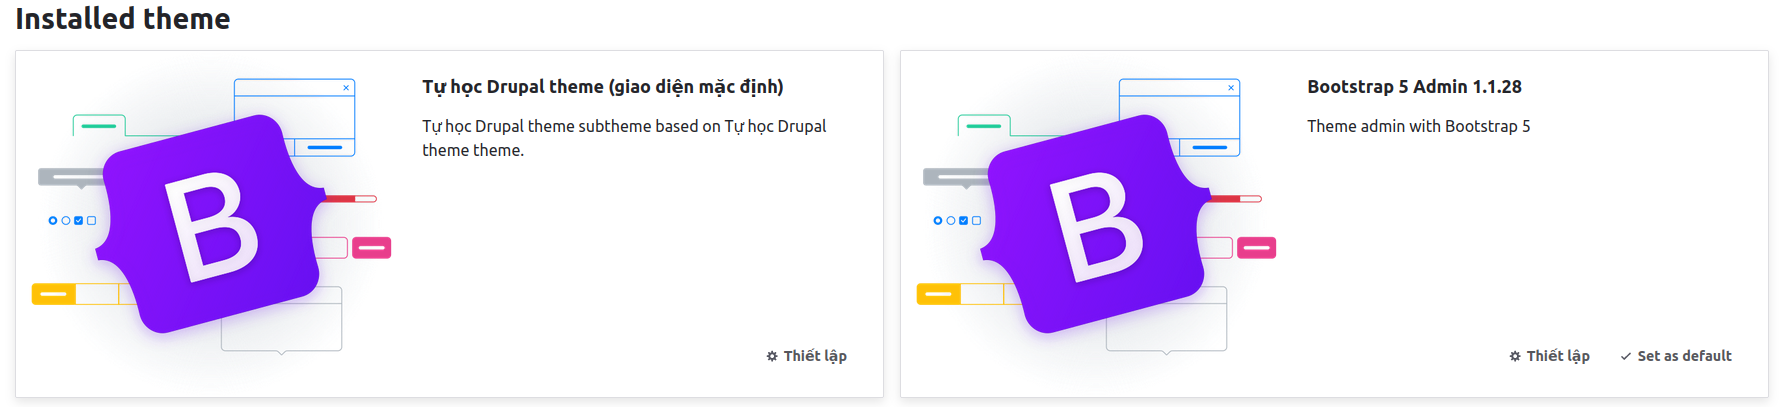 Installed theme
Tự học Drupal theme (giao diện mặc định)
Tự học Drupal theme subtheme based on Tự học Drupal
theme theme.
Thiết lập
Bootstrap 5 Admin 1.1.28
Theme admin with Bootstrap 5
Thiết lập
Set as default
B
B